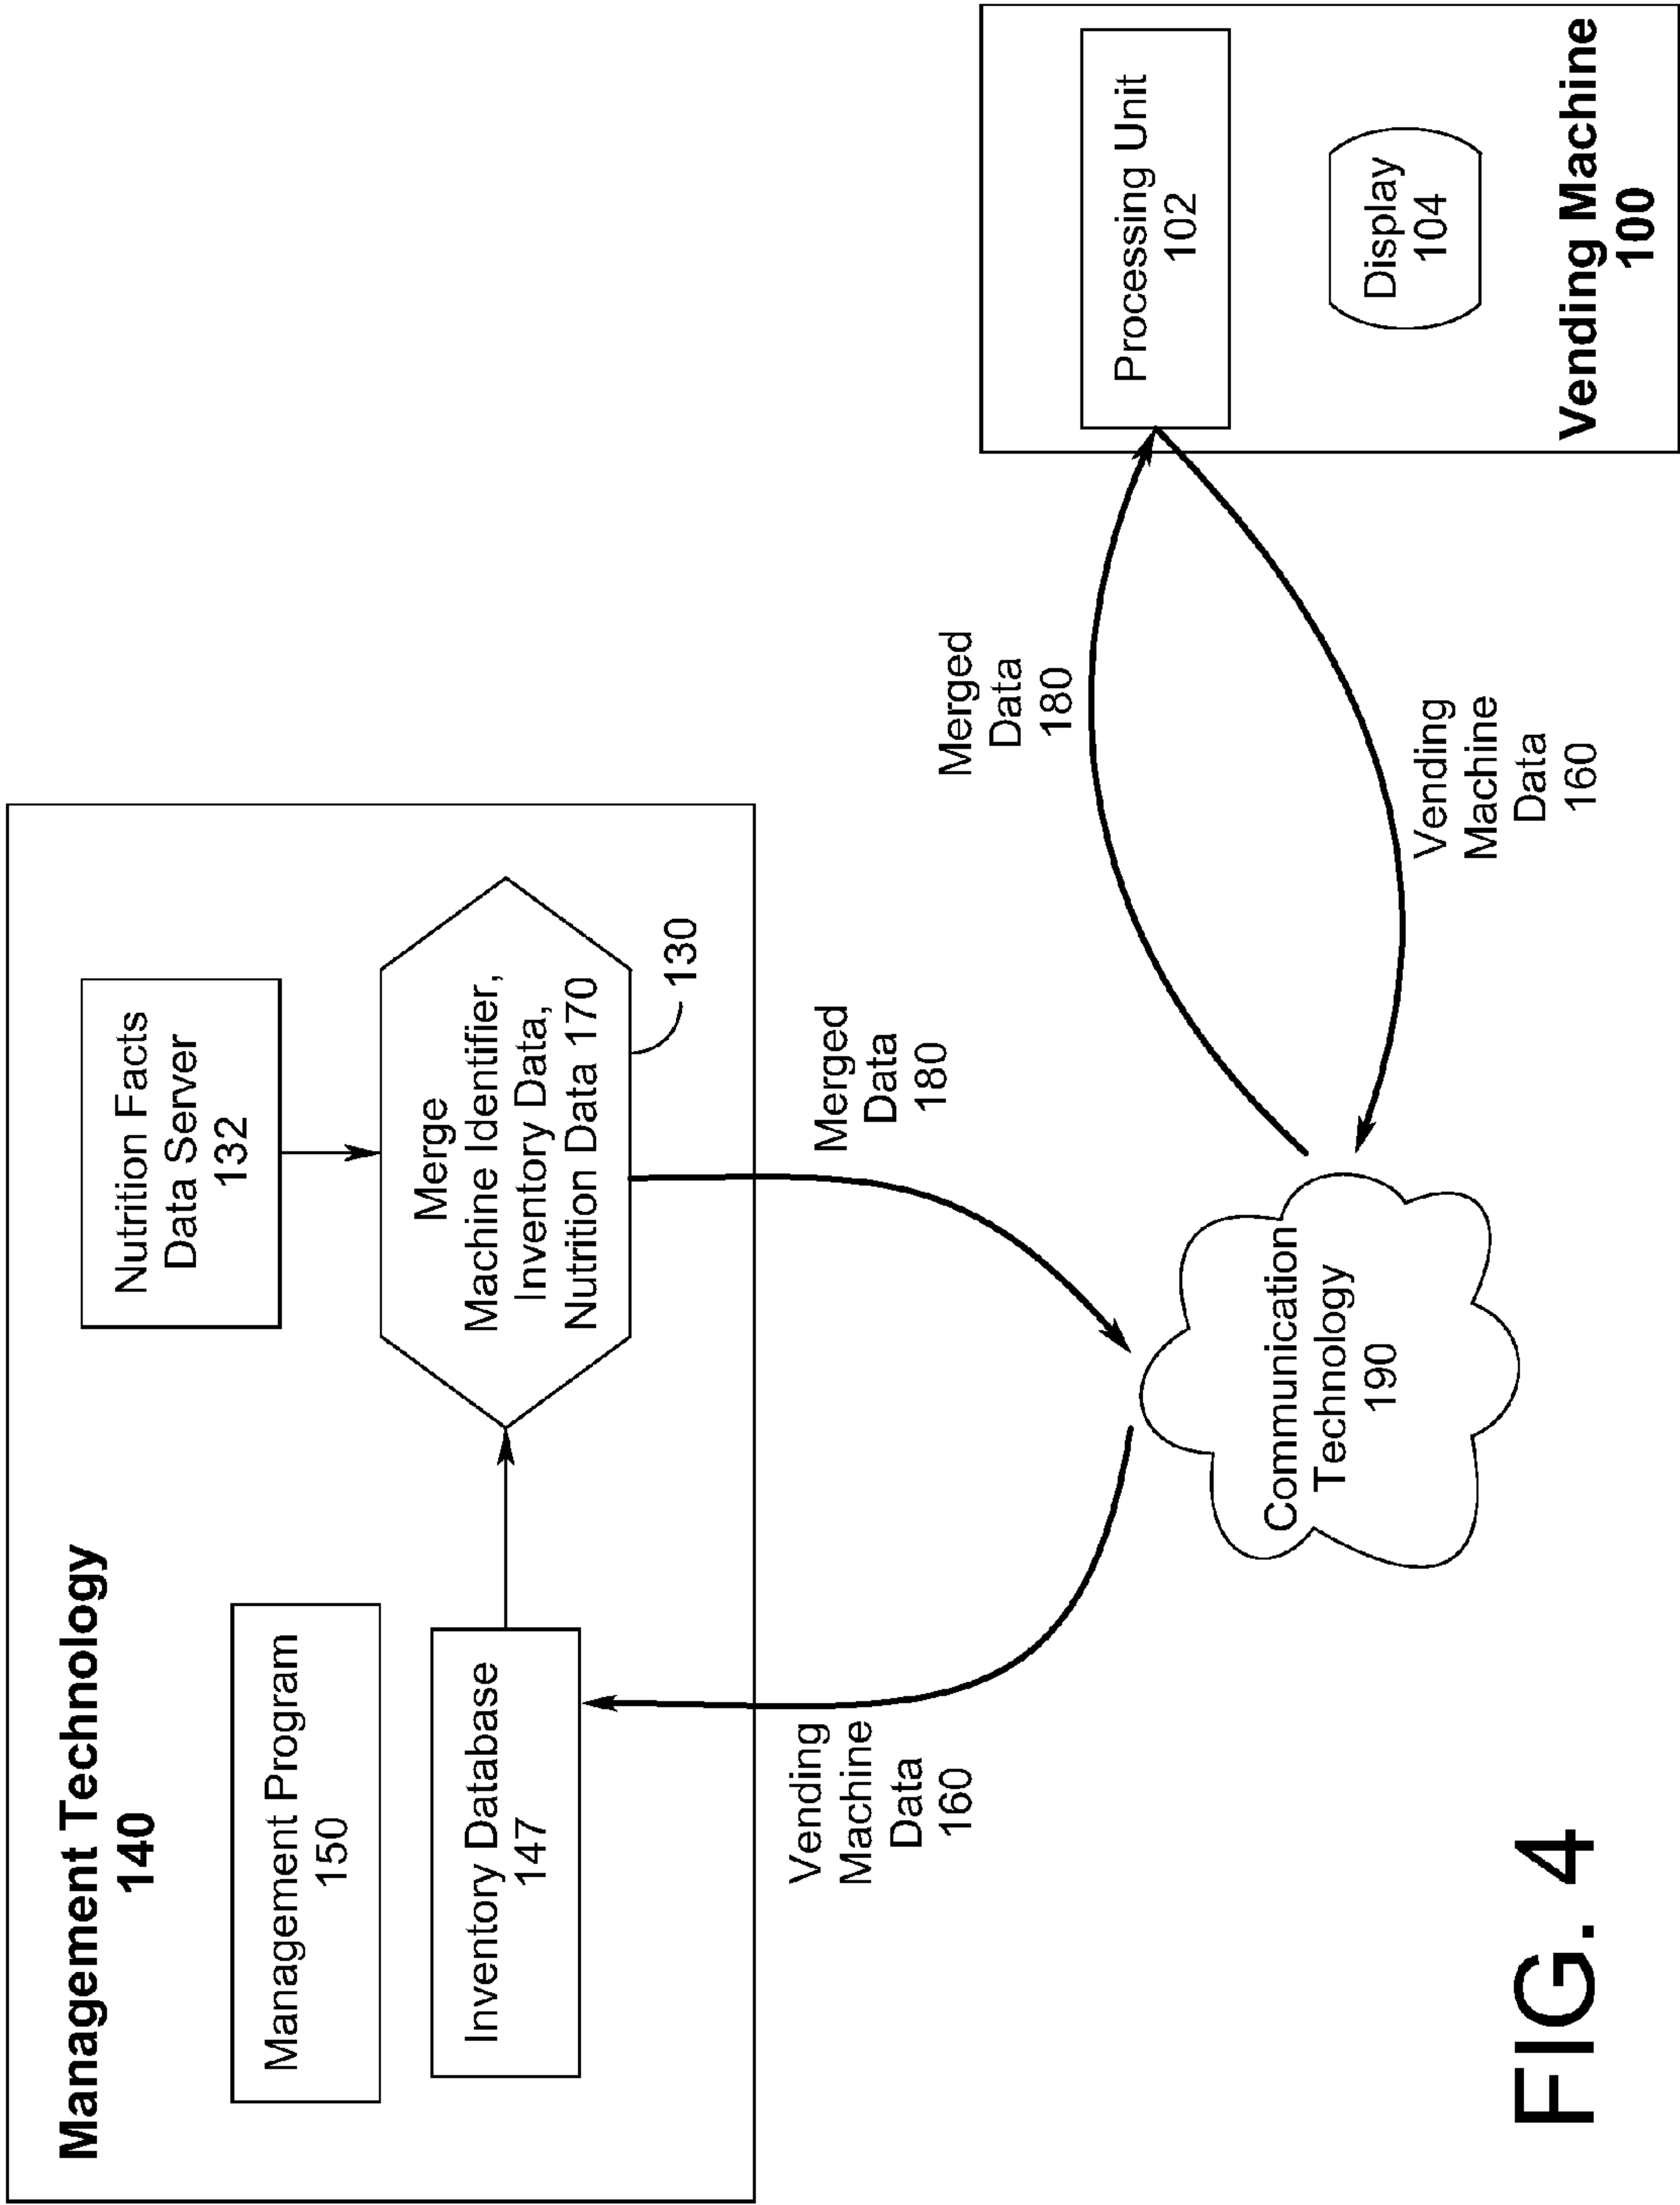 Management Technology
140
Management Program
150
Inventory Database
147
Nutrition Facts
Data Server
132
Merge
Machine Identifier,
Inventory Data,
Nutrition Data 170
130
Vending
Machine
Data
160
Merged
Data
180
Communication
Technology
190
Merged
Data
180
Vending
Machine
Data
160
Processing Unit
102
Display
104
Vending Machine
100
FIG. 4